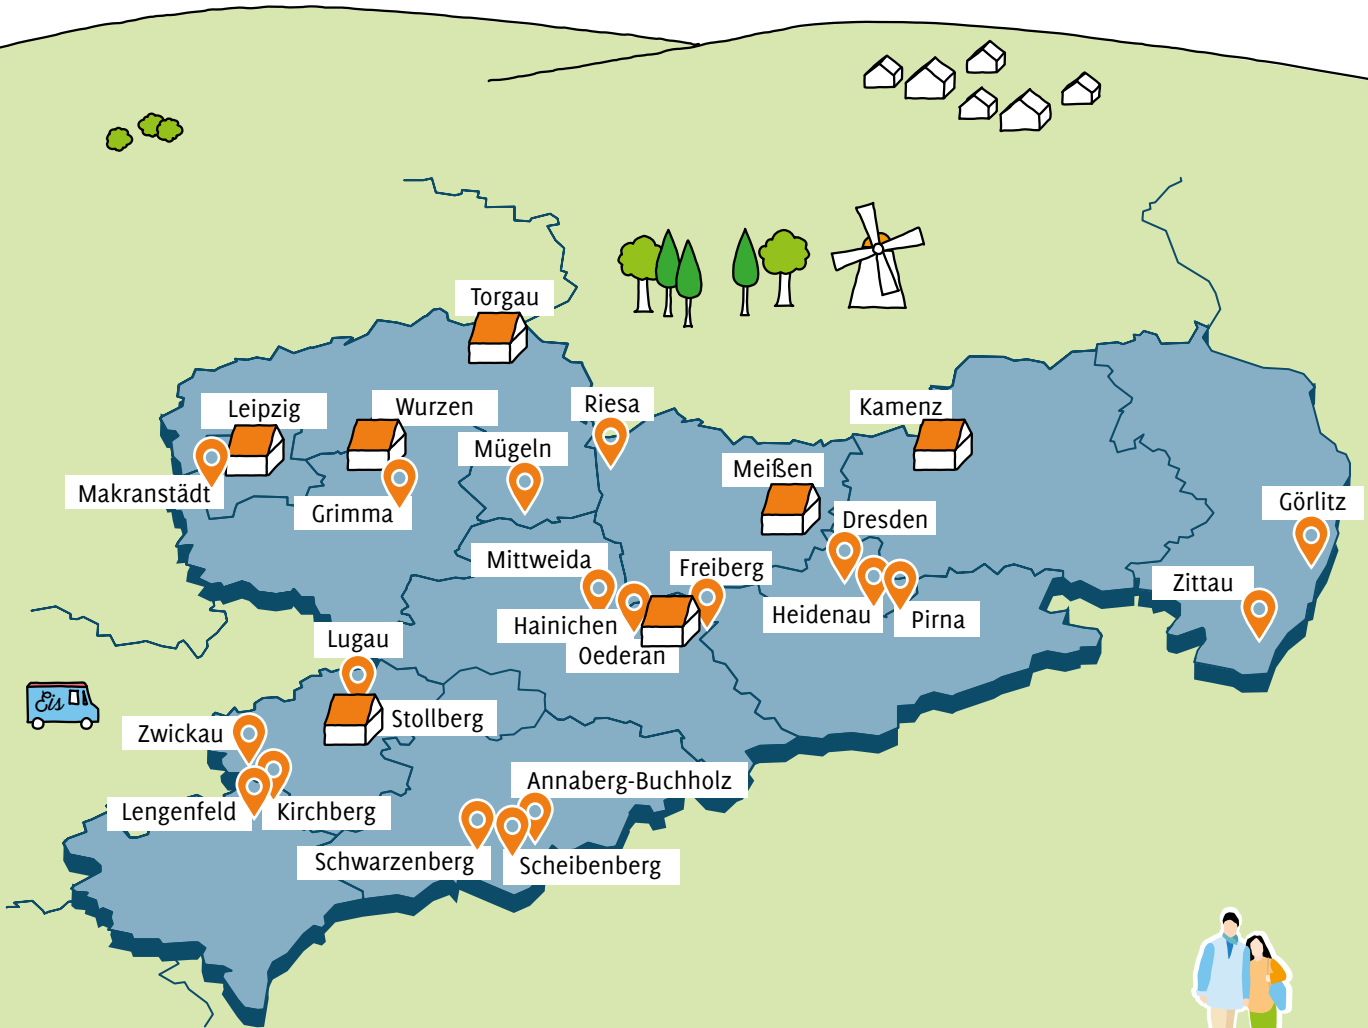 Torgau
Leipzig
Wurzen
Riesa
Kamenz
Mügeln
Meißen
Makranstädt
Grimma
Görlitz
Dresden
Mittweida
Freiberg
Zittau
Hainichen
Heidenau
Pirna
Oederan
Lugau
Eis
Stollberg
Zwickau
Annaberg-Buchholz
Lengenfeld
Kirchberg
Schwarzenberg
Scheibenberg